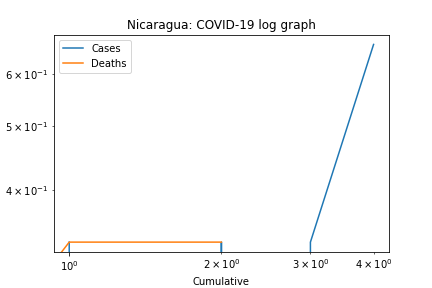 Nicaragua: COVID-19 log graph
Cases
Deaths
6 × 10⁻¹
5 × 10⁻¹
4 × 10⁻¹
10⁰ 2 × 10⁰ 3 × 10⁰ 4 × 10⁰
Cumulative